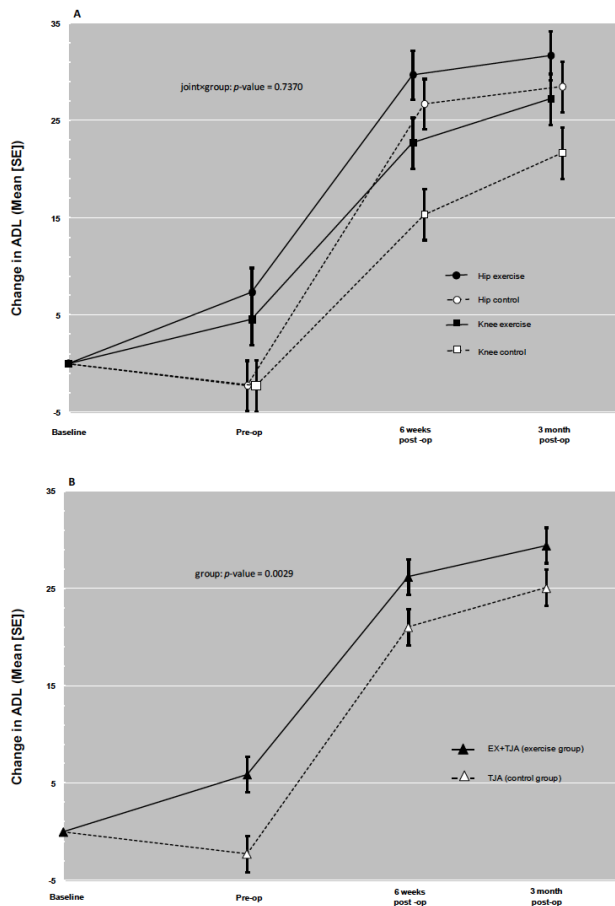 A
35
joint×group: p-value = 0.7370
25
15
5
-5
Change in ADL (Mean [SE])
Hip exercise
Hip control
Knee exercise
Knee control
Baseline
Pre-op
6 weeks
post -op
3 month
post-op
B
35
group: p-value = 0.0029
25
15
5
-5
Change in ADL (Mean [SE])
EX+TJA (exercise group)
TJA (control group)
Baseline
Pre-op
6 weeks
post -op
3 month
post-op